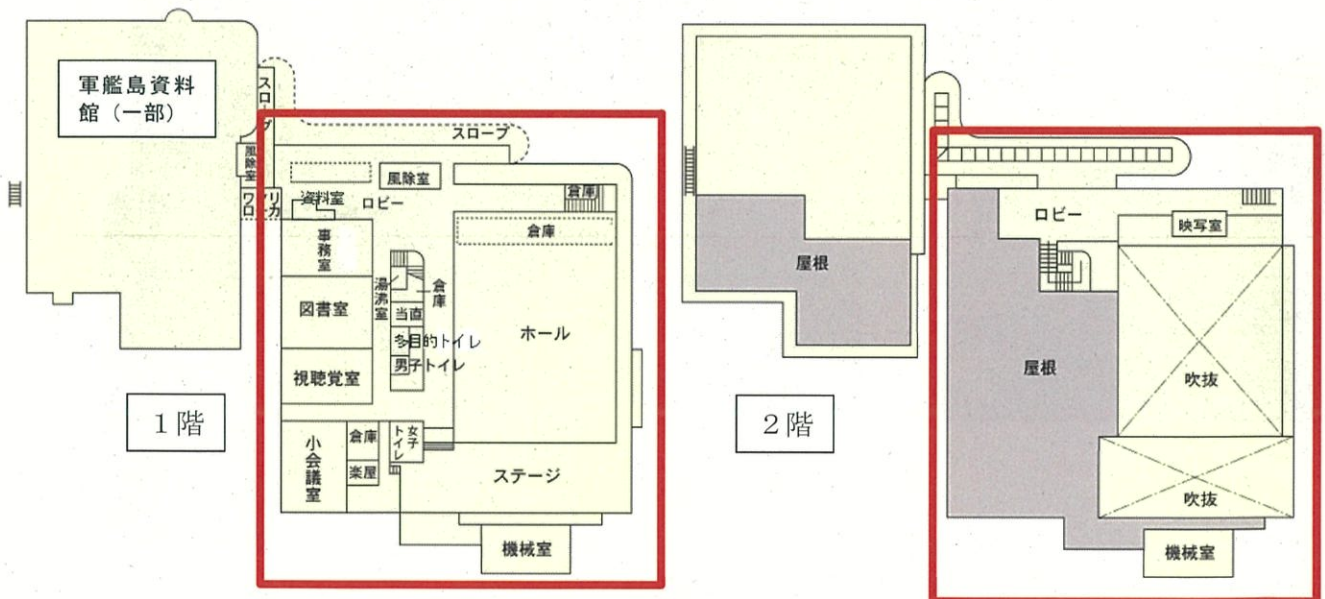 軍艦島資料
館（一部）
スロープ
風除室
スロープ
風除室
資料室
ロビー
倉庫
倉庫
事務室
図書室
視聴覚室
湯沸室
倉庫
当直
多目的トイレ
男子トイレ
ホール
小会議室
倉庫
楽屋
女子
トイレ
ステージ
機械室
1階
ロビー
映写室
屋根
屋根
吹抜
吹抜
機械室
2階